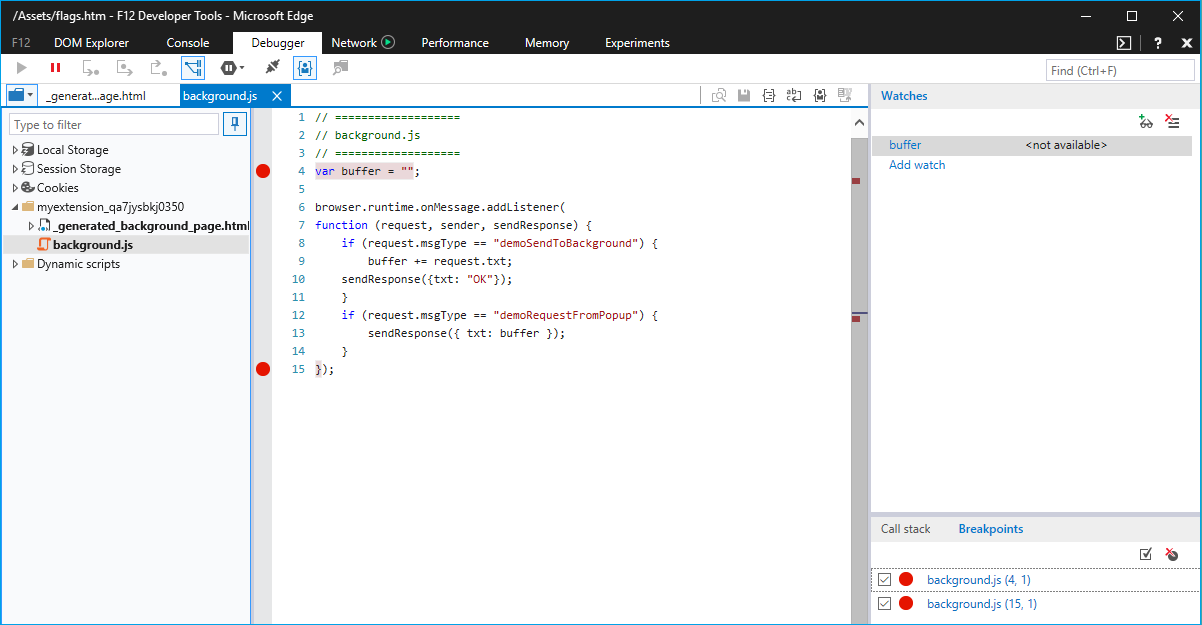 /Assets/flags.htm - F12 Developer Tools - Microsoft Edge
F12 DOM Explorer Console Debugger Network Performance Memory Experiments ?
Find (Ctrl+F)
_generat...age.html background.js
Type to filter
Local Storage
Session Storage
Cookies
myextension_qa7jysbkj0350
_generated_background_page.html
background.js
Dynamic scripts
1 // ===================
2 // background.js
3 // ===================
4 var buffer = "";
5
6 browser.runtime.onMessage.addListener(
7 function (request, sender, sendResponse) {
8 if (request.msgType == "demoSendToBackground") {
9 buffer += request.txt;
10 sendResponse({txt: "OK"});
11 }
12 if (request.msgType == "demoRequestFromPopup") {
13 sendResponse({ txt: buffer });
14 }
15 });
Watches
buffer <not available>
Add watch
Call stack Breakpoints
background.js (4, 1)
background.js (15, 1)